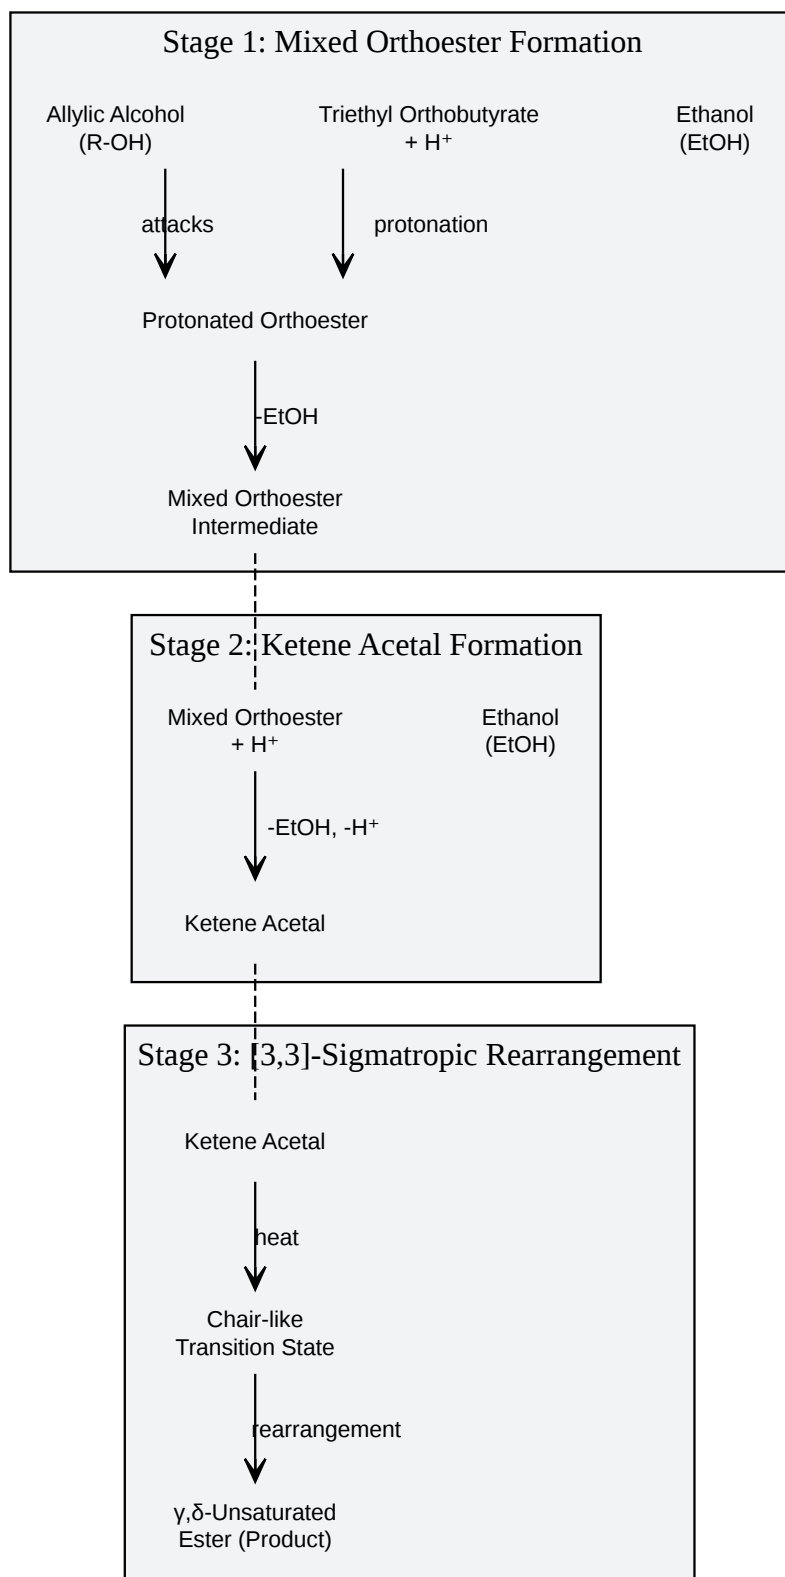 Stage 1: Mixed Orthoester Formation
Allylic Alcohol
(R-OH)
Triethyl Orthobutyrate
+ H⁺
Ethanol
(EtOH)
attacks
protonation
Protonated Orthoester
-EtOH
Mixed Orthoester
Intermediate
Stage 2: Ketene Acetal Formation
Mixed Orthoester
+ H⁺
Ethanol
(EtOH)
-EtOH, -H⁺
Ketene Acetal
Stage 3: [3,3]-Sigmatropic Rearrangement
Ketene Acetal
heat
Chair-like
Transition State
rearrangement
γ,δ-Unsaturated
Ester (Product)